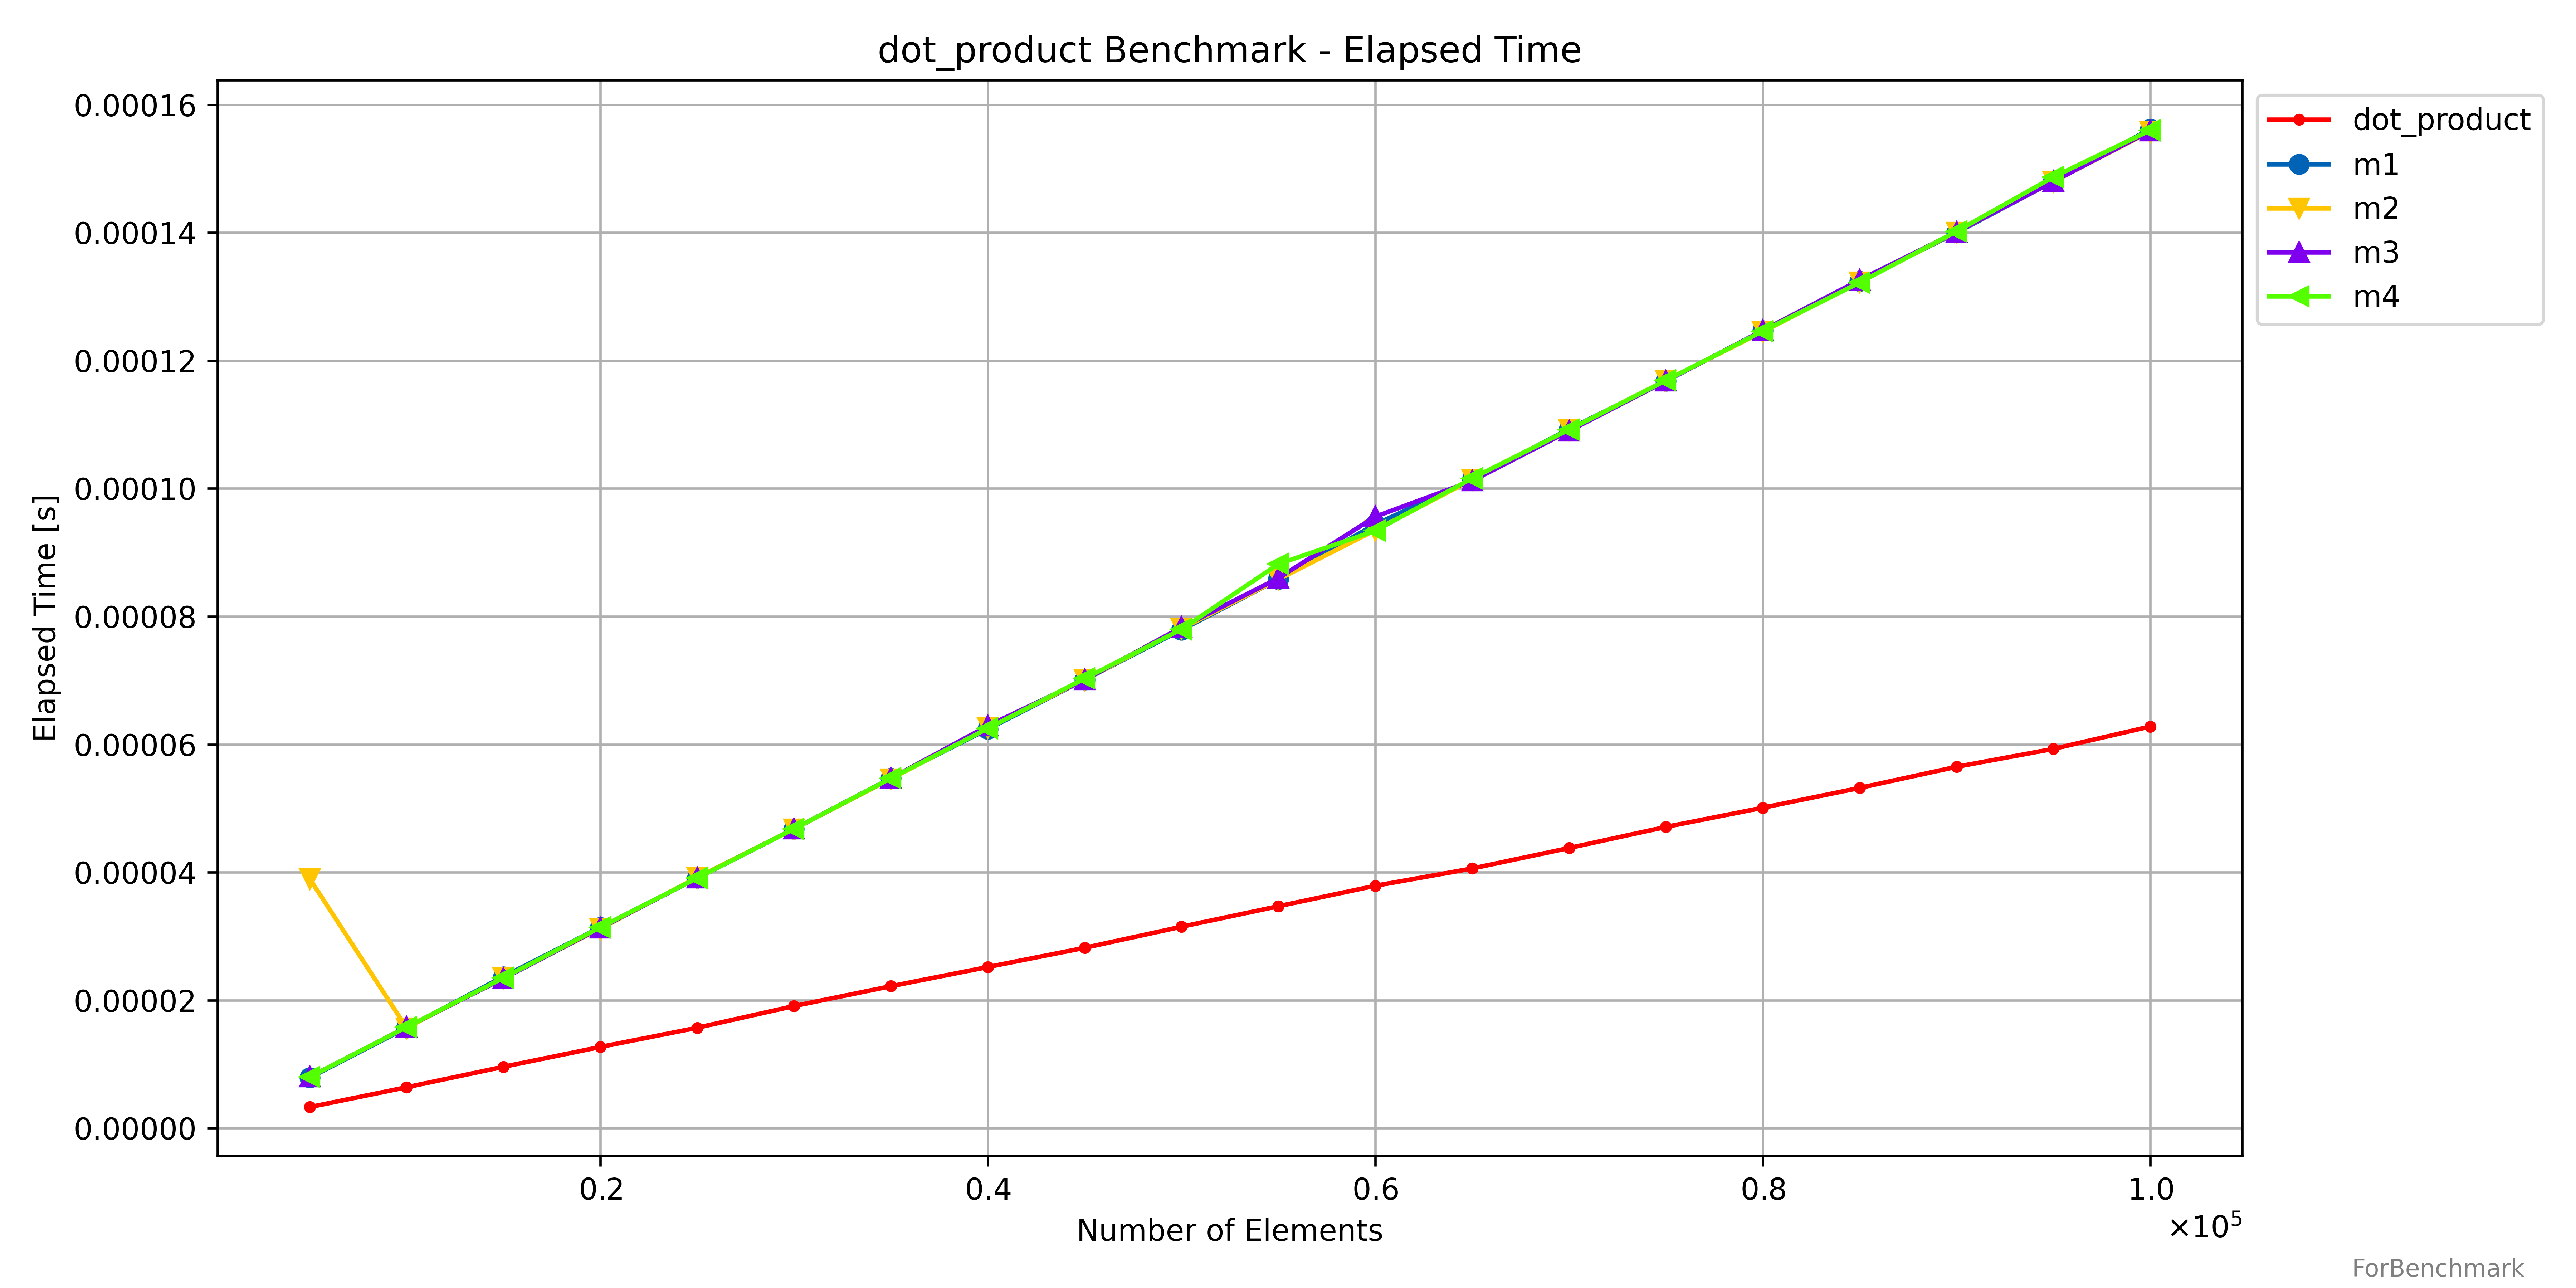 dot_product Benchmark - Elapsed Time
0.00016
0.00014
0.00012
0.00010
0.00008
0.00006
0.00004
0.00002
0.00000
Elapsed Time [s]
0.2 0.4 0.6 0.8 1.0
Number of Elements
×10⁵
dot_product
m1
m2
m3
m4
ForBenchmark